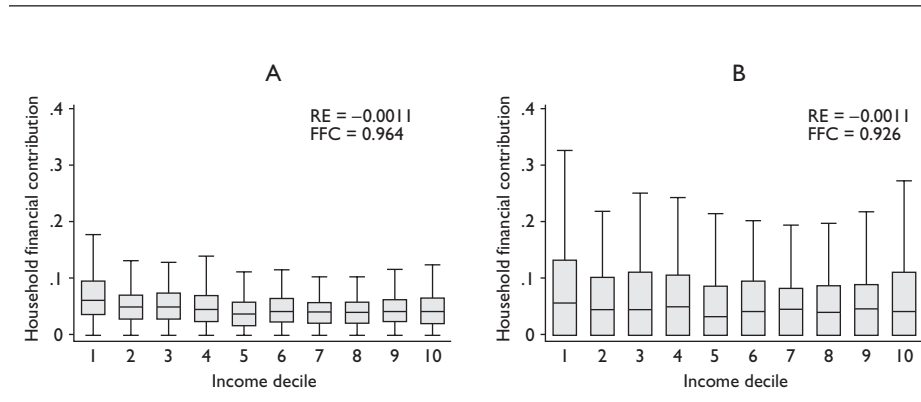 A
Household financial contribution
.4
.3
.2
.1
0
RE = –0.0011
FFC = 0.964
1 2 3 4 5 6 7 8 9 10
Income decile
B
Household financial contribution
.4
.3
.2
.1
0
RE = –0.0011
FFC = 0.926
1 2 3 4 5 6 7 8 9 10
Income decile